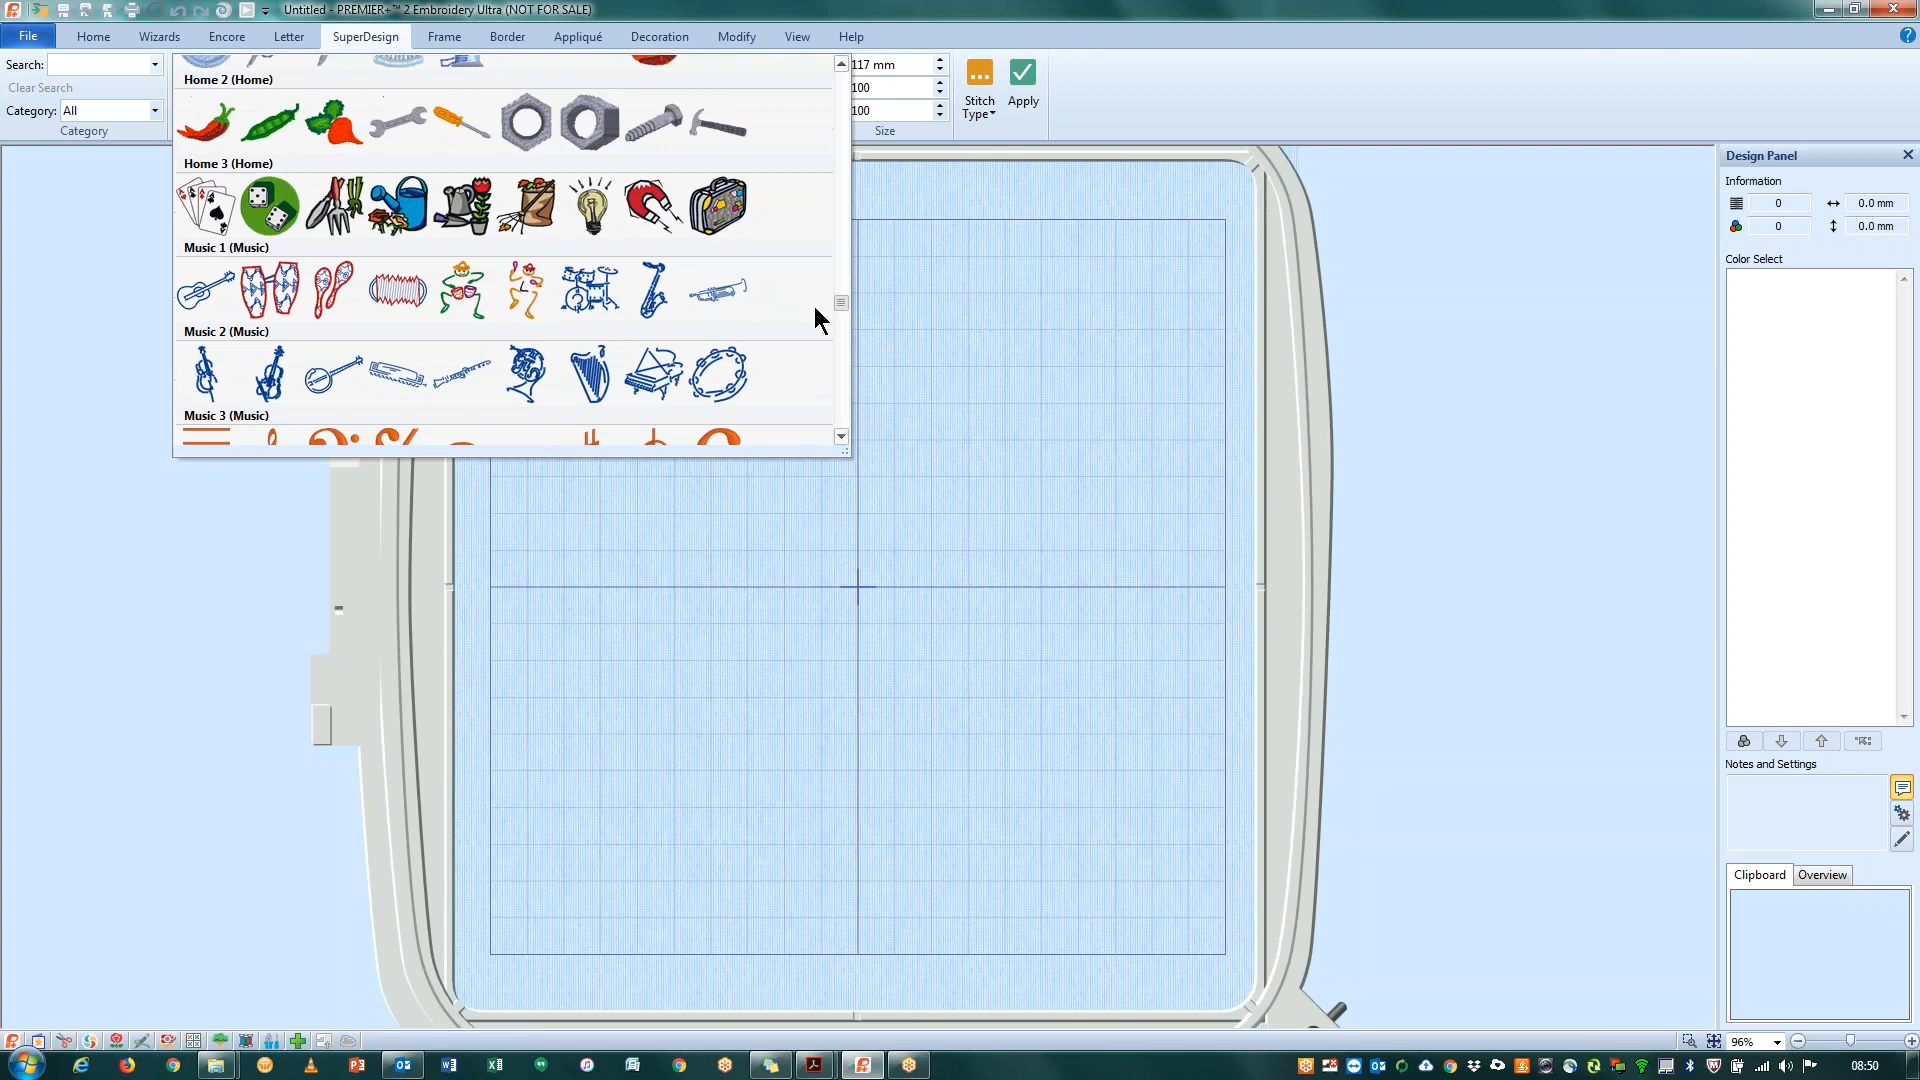 Untitled - PREMIER+™ 2 Embroidery Ultra (NOT FOR SALE)
File Home Wizards Encore Letter SuperDesign Frame Border Appliqué Decoration Modify View Help
Search:
Clear Search
Category: All
Category
Home 2 (Home)
Home 3 (Home)
Music 1 (Music)
Music 2 (Music)
Music 3 (Music)
117 mm
100
100
Size
Stitch Type
Apply
Design Panel
Information
0 0.0 mm
0 0.0 mm
Color Select
Notes and Settings
Clipboard Overview
96%
08:50